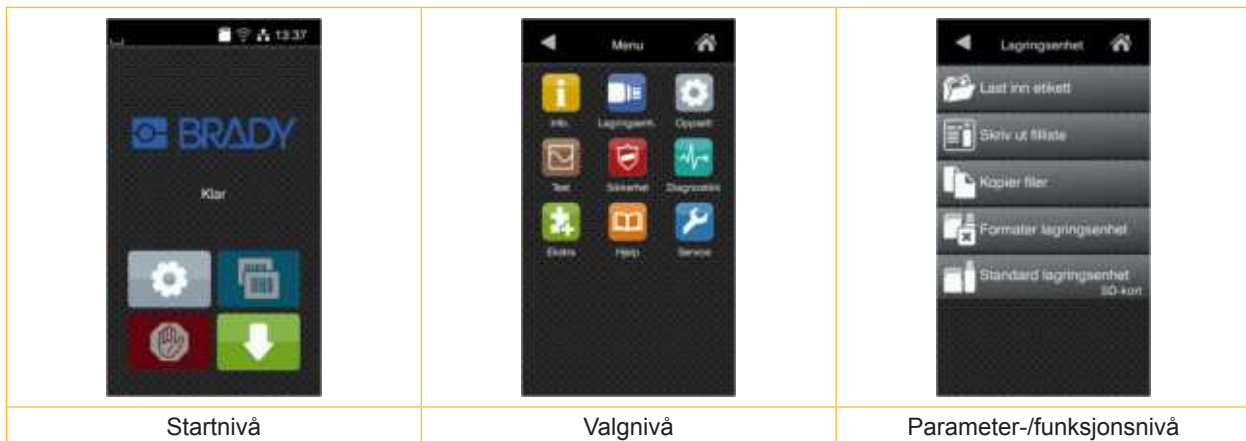 13:37
BRADY
Klar
Menu
Info.
Lagringsenh.
Oppsett
Test
Sikkerhet
Diagnostikk
Ekstra
Hjelp
Service
Lagringsenhet
Last inn etikett
Skriv ut filliste
Kopier filer
Formater lagringsenhet
Standard lagringsenhet
SD-kort
Startnivå
Valgnivå
Parameter-/funksjonsnivå